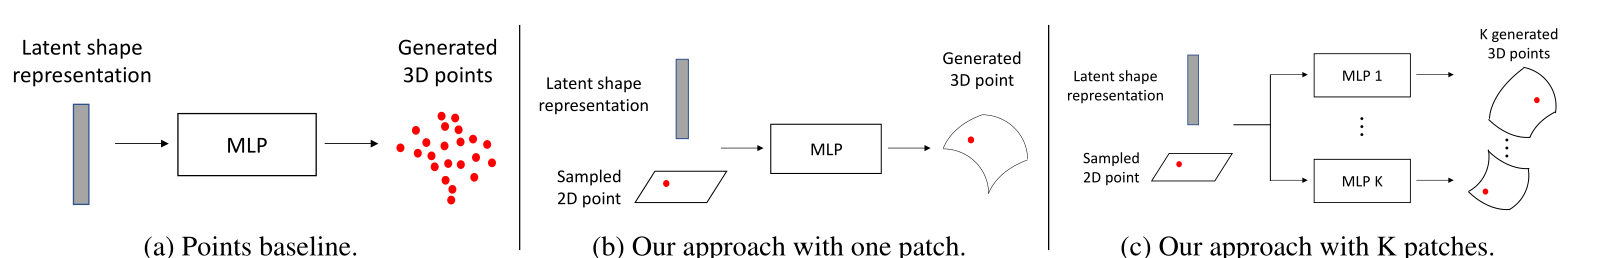 Latent shape
representation
Generated
3D points
MLP
(a) Points baseline.
Latent shape
representation
Sampled
2D point
MLP
Generated
3D point
(b) Our approach with one patch.
Latent shape
representation
Sampled
2D point
MLP 1
MLP K
K generated
3D points
(c) Our approach with K patches.